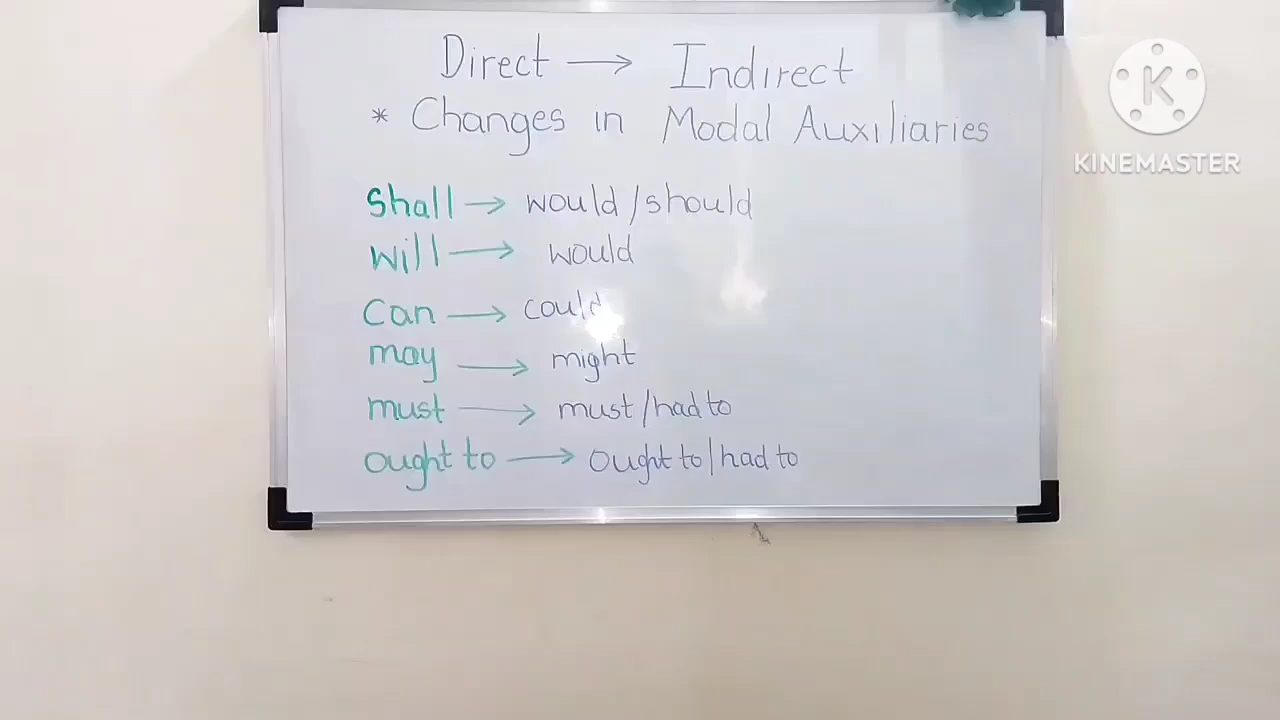 Direct → Indirect
* Changes in Modal Auxiliaries
Shall → would/should
will → would
Can → could
may → might
must → must/had to
ought to → ought to/had to
K
KINEMASTER